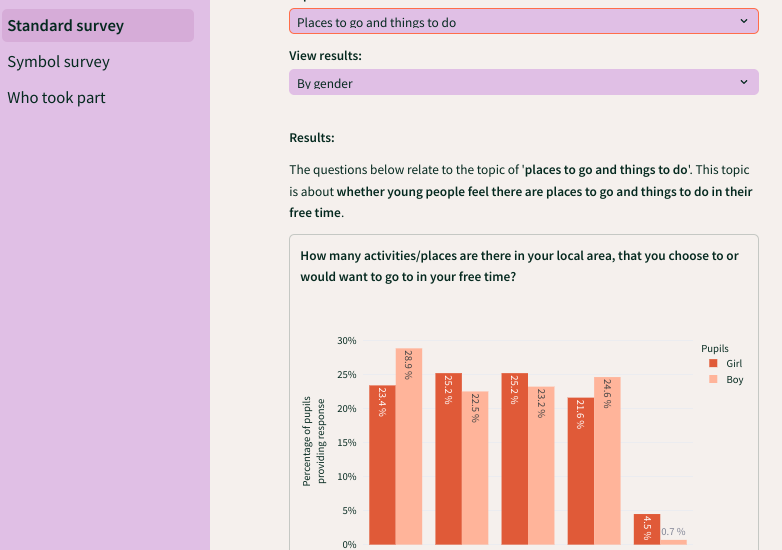 Standard survey
Symbol survey
Who took part
Places to go and things to do
View results:
By gender
Results:
The questions below relate to the topic of 'places to go and things to do'. This topic
is about whether young people feel there are places to go and things to do in their
free time.
How many activities/places are there in your local area, that you choose to or
would want to go to in your free time?
Percentage of pupils
providing response
30%
25%
20%
15%
10%
5%
0%
23.4 %
28.9 %
25.2 %
22.5 %
25.2 %
23.2 %
21.6 %
24.6 %
4.5 %
0.7 %
Pupils
Girl
Boy